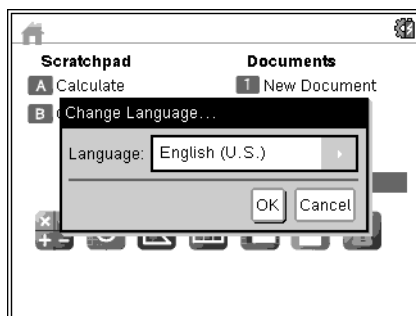 Scratchpad Documents
A Calculate 1 New Document
B
Change Language...
Language: English (U.S.)
OK Cancel